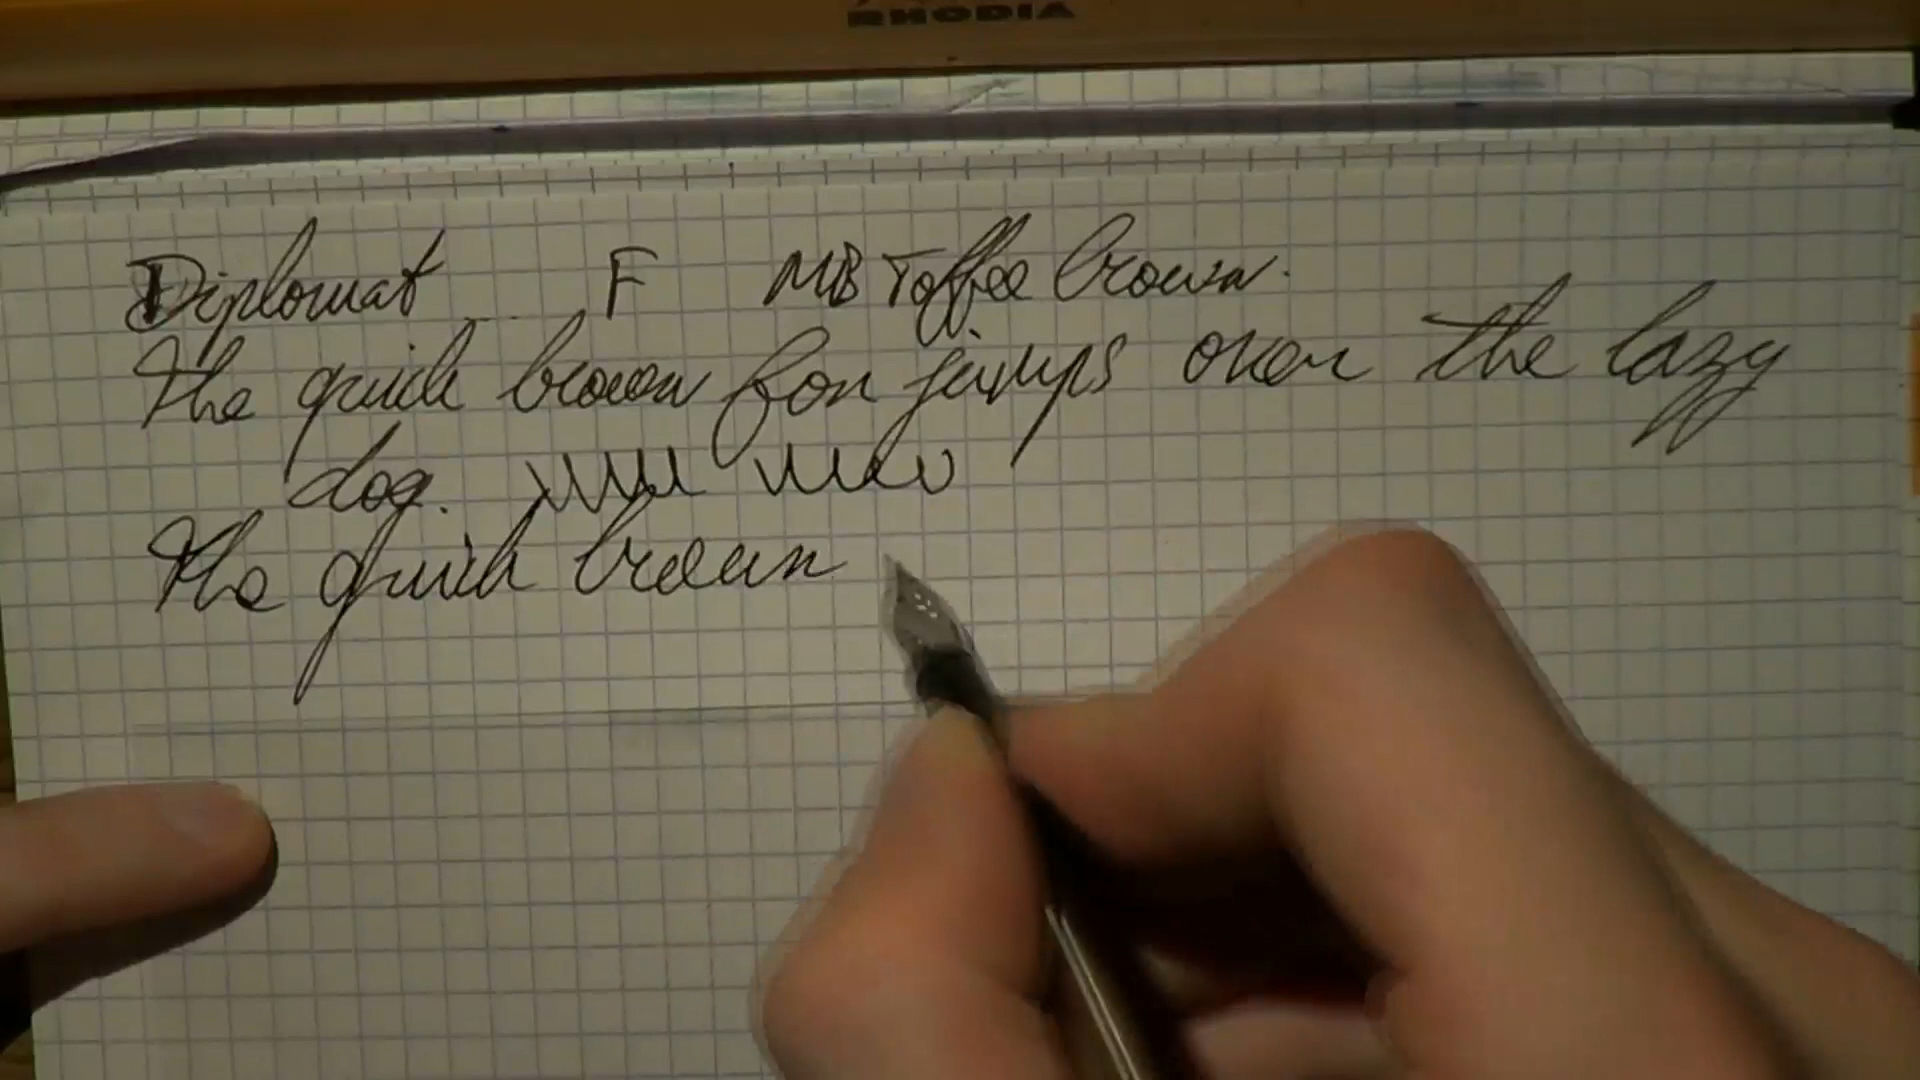 RHODIA
Diplomat F MB Toffee brown.
The quick brown fox jumps over the lazy
dog.
The quick brown